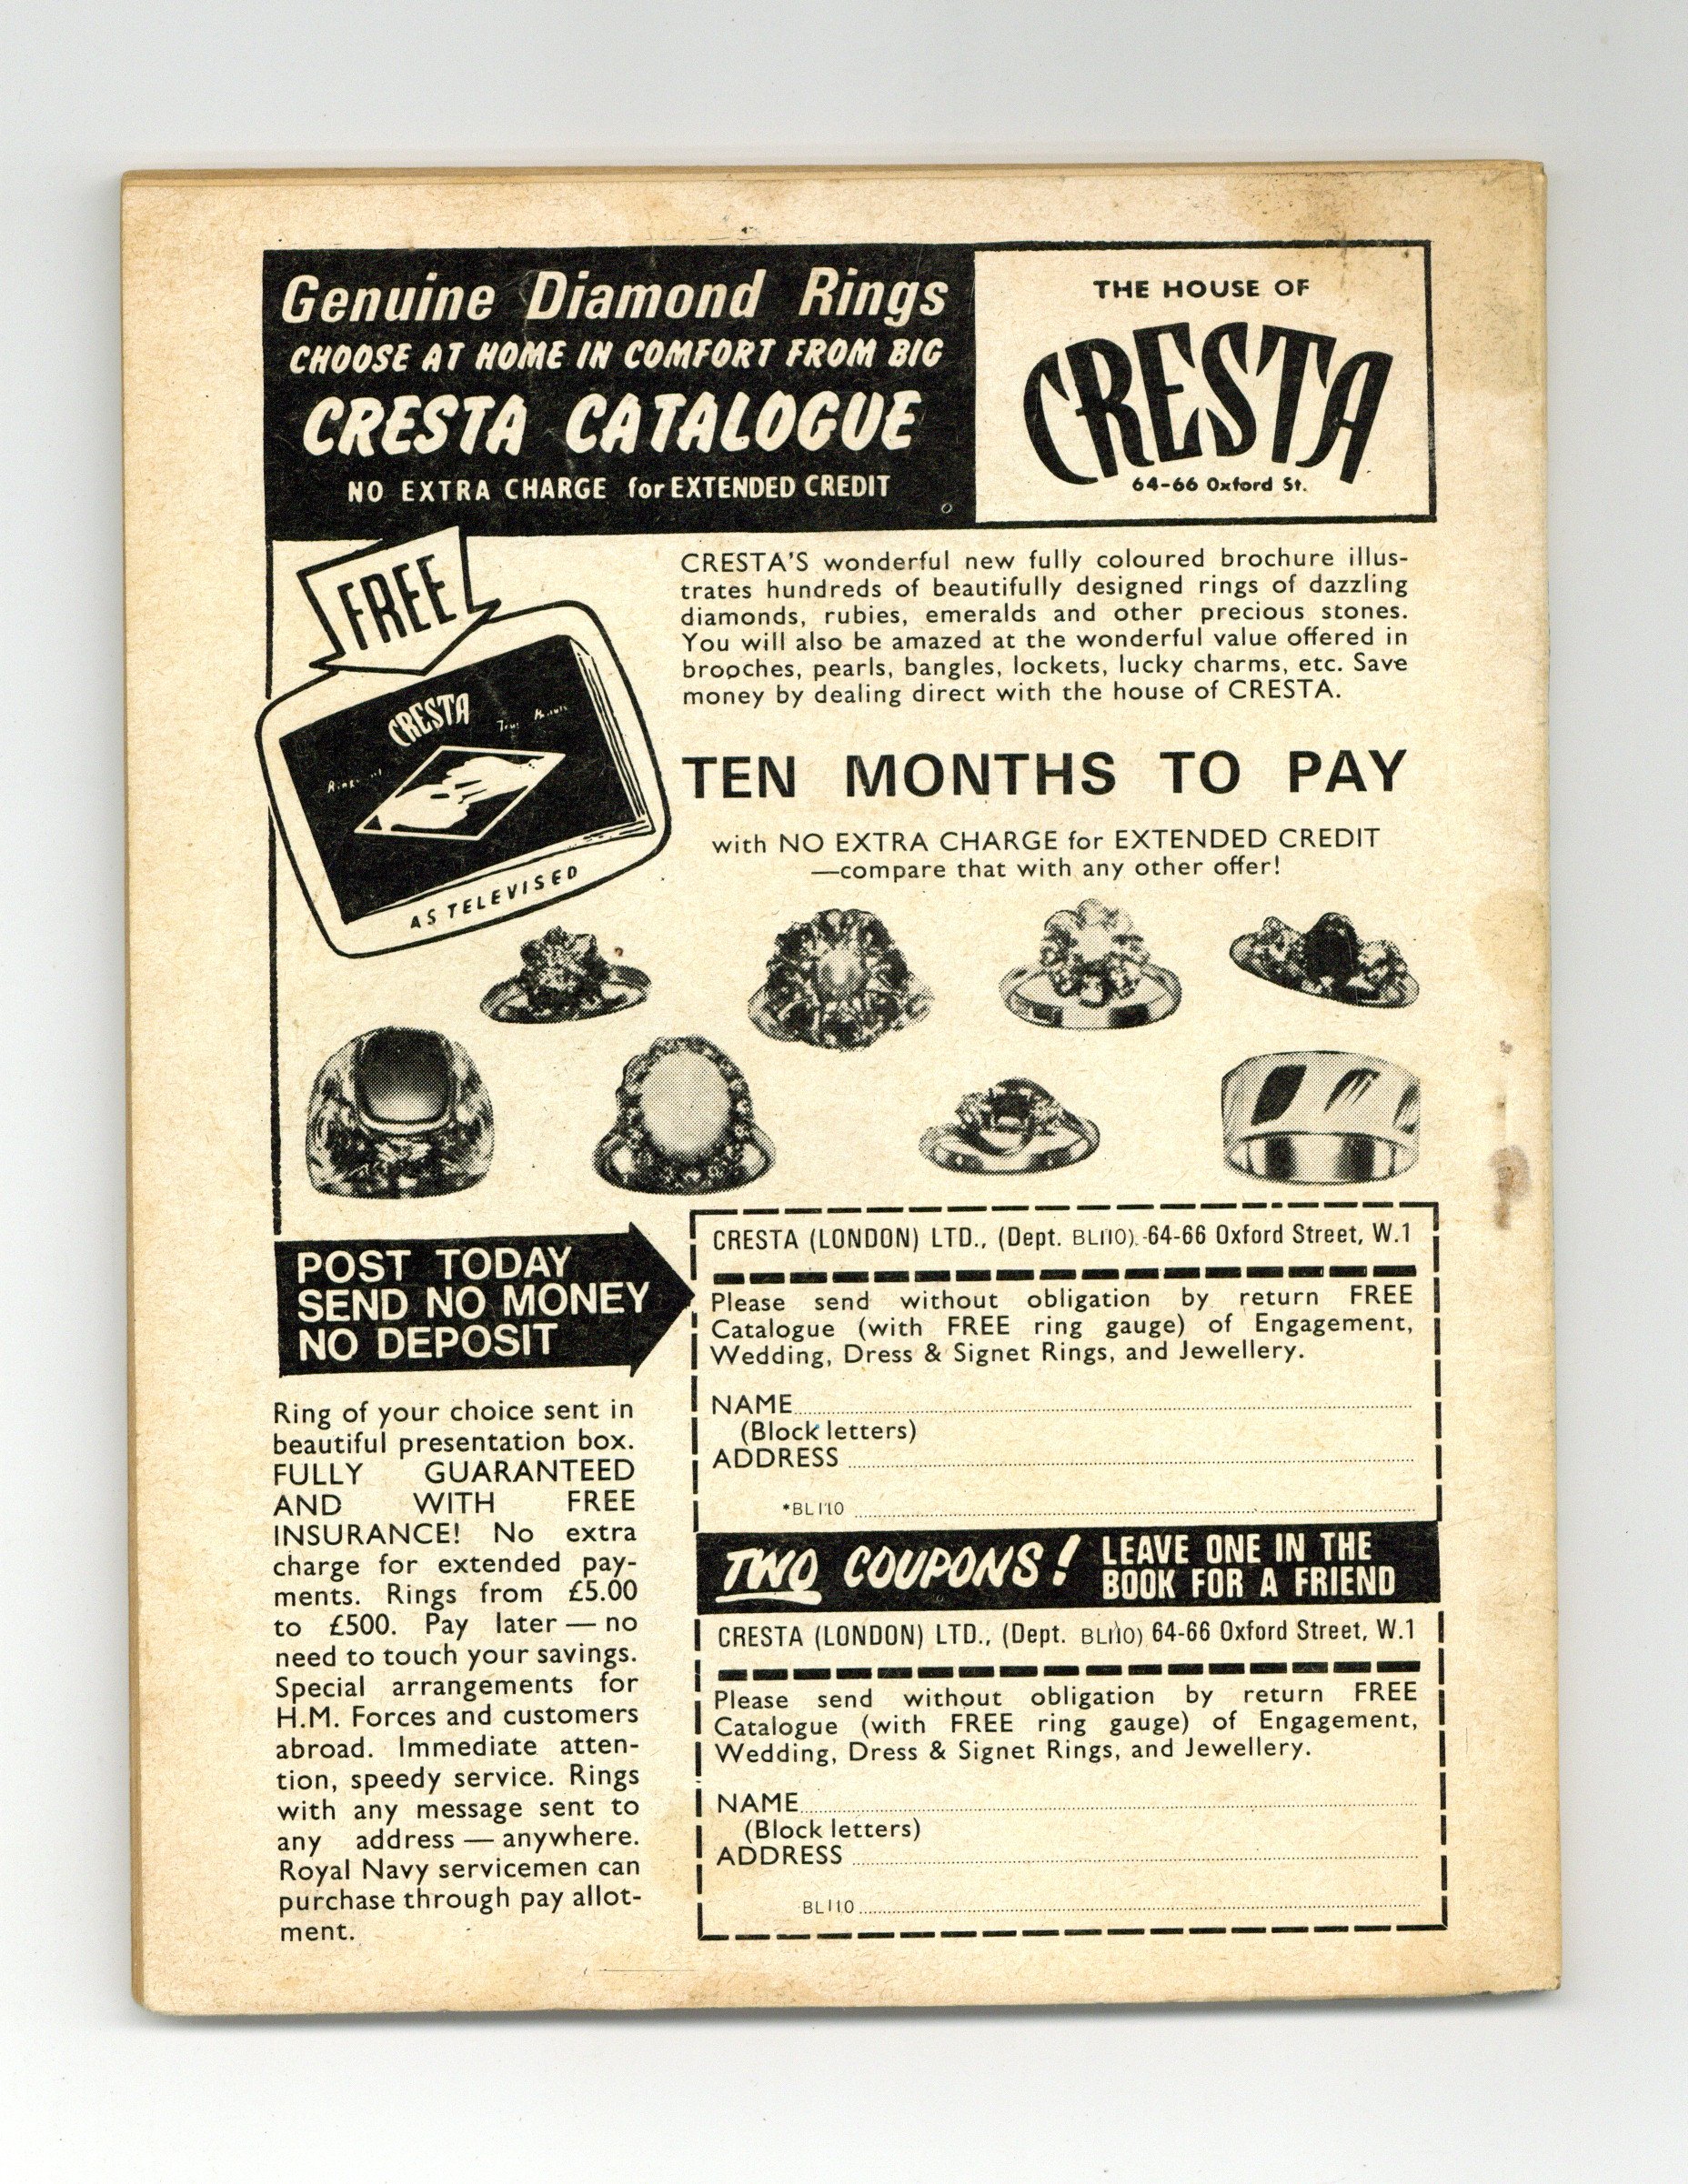 Genuine Diamond Rings
CHOOSE AT HOME IN COMFORT FROM BIG
CRESTA CATALOGUE
NO EXTRA CHARGE for EXTENDED CREDIT
THE HOUSE OF
CRESTA
64-66 Oxford St.
FREE
CRESTA
AS TELEVISED
CRESTA'S wonderful new fully coloured brochure illus-
trates hundreds of beautifully designed rings of dazzling
diamonds, rubies, emeralds and other precious stones.
You will also be amazed at the wonderful value offered in
brooches, pearls, bangles, lockets, lucky charms, etc. Save
money by dealing direct with the house of CRESTA.
TEN MONTHS TO PAY
with NO EXTRA CHARGE for EXTENDED CREDIT
—compare that with any other offer!
POST TODAY
SEND NO MONEY
NO DEPOSIT
Ring of your choice sent in
beautiful presentation box.
FULLY GUARANTEED
AND WITH FREE
INSURANCE! No extra
charge for extended pay-
ments. Rings from £5.00
to £500. Pay later — no
need to touch your savings.
Special arrangements for
H.M. Forces and customers
abroad. Immediate atten-
tion, speedy service. Rings
with any message sent to
any address — anywhere.
Royal Navy servicemen can
purchase through pay allot-
ment.
CRESTA (LONDON) LTD., (Dept. BL110). 64-66 Oxford Street, W.1
Please send without obligation by return FREE
Catalogue (with FREE ring gauge) of Engagement,
Wedding, Dress & Signet Rings, and Jewellery.
NAME
(Block letters)
ADDRESS
*BL110
TWO COUPONS! LEAVE ONE IN THE
BOOK FOR A FRIEND
CRESTA (LONDON) LTD., (Dept. BL110) 64-66 Oxford Street, W.1
Please send without obligation by return FREE
Catalogue (with FREE ring gauge) of Engagement,
Wedding, Dress & Signet Rings, and Jewellery.
NAME
(Block letters)
ADDRESS
BL110